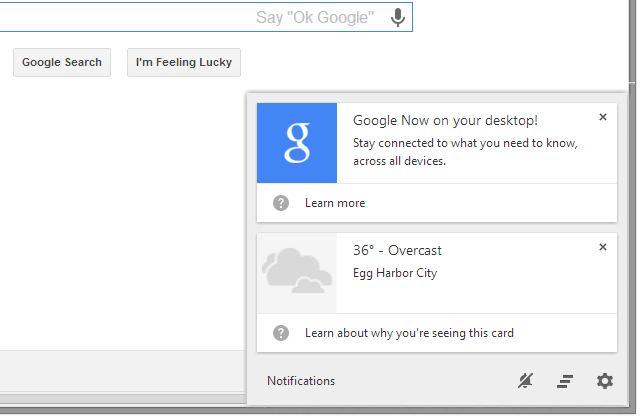 Say "Ok Google"
Google Search
I'm Feeling Lucky
g
Google Now on your desktop!
Stay connected to what you need to know,
across all devices.
? Learn more
36° - Overcast
Egg Harbor City
? Learn about why you're seeing this card
Notifications